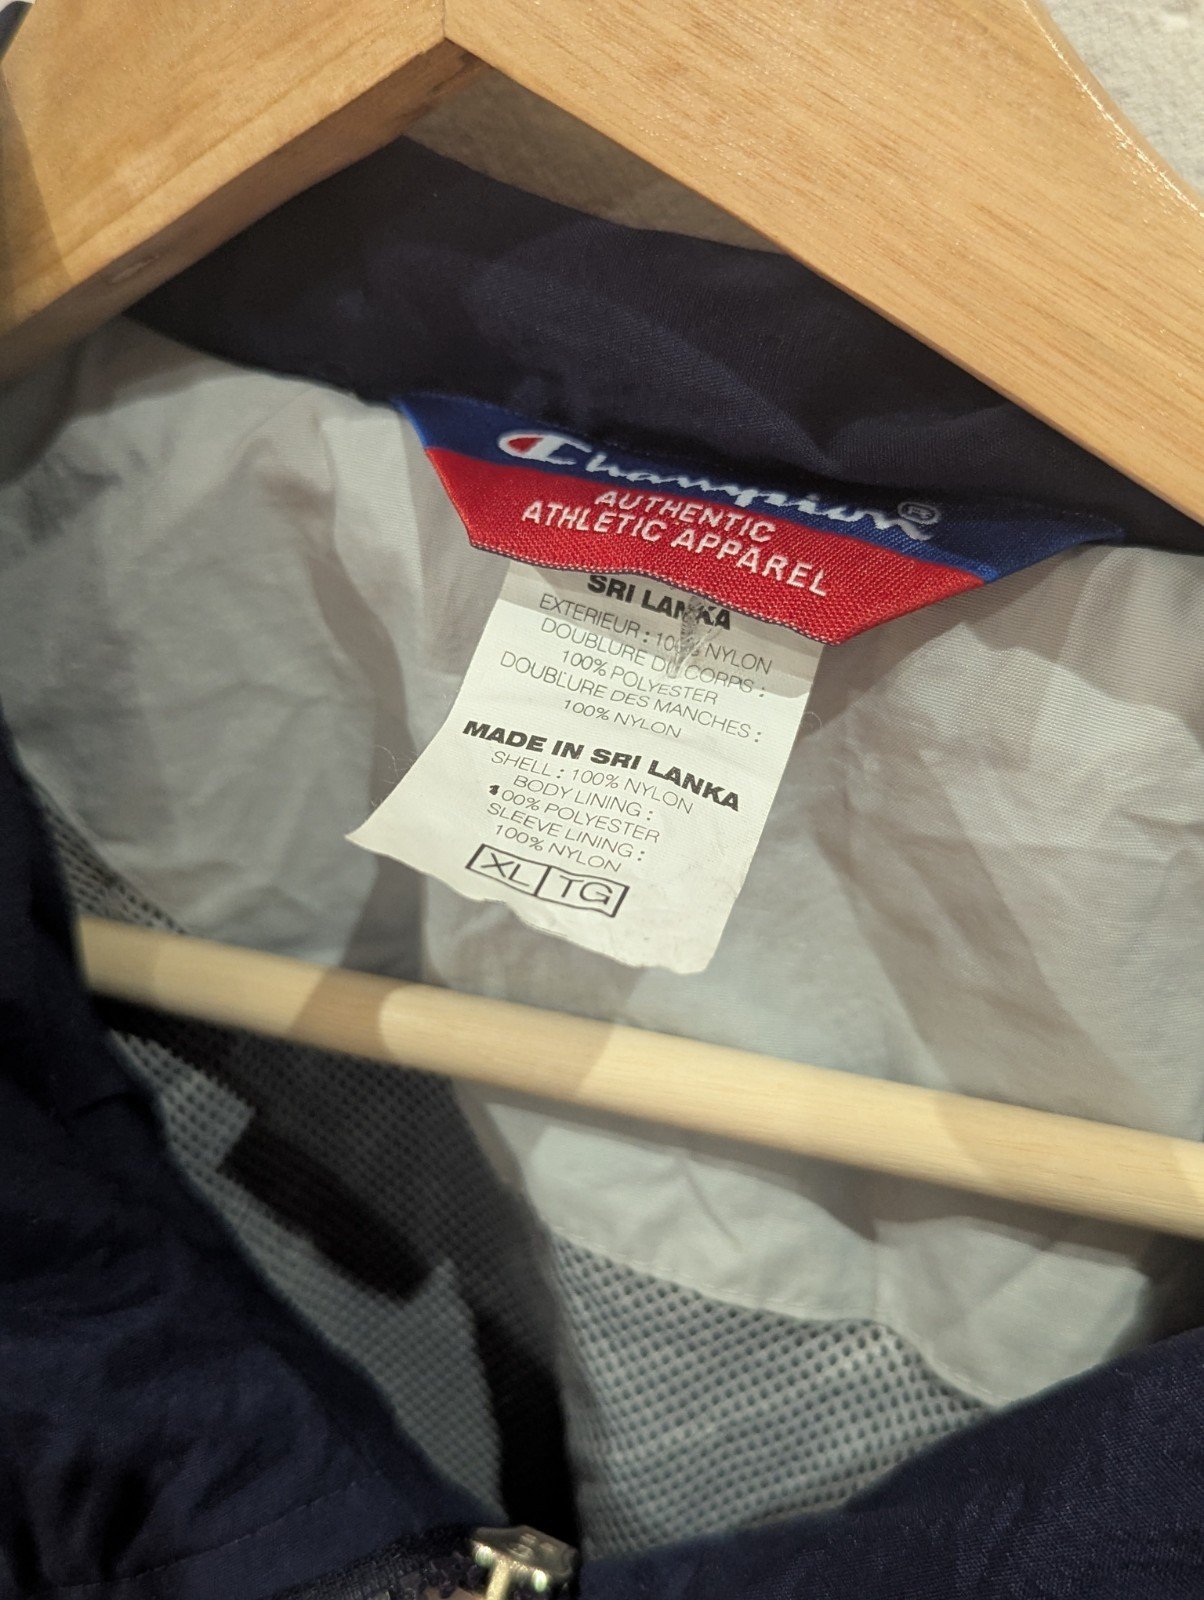 Champion®
AUTHENTIC
ATHLETIC APPAREL
SRI LANKA
EXTERIEUR : 100% NYLON
DOUBLURE DU CORPS :
100% POLYESTER
DOUBLURE DES MANCHES :
100% NYLON
MADE IN SRI LANKA
SHELL : 100% NYLON
BODY LINING :
100% POLYESTER
SLEEVE LINING :
100% NYLON
XL TG